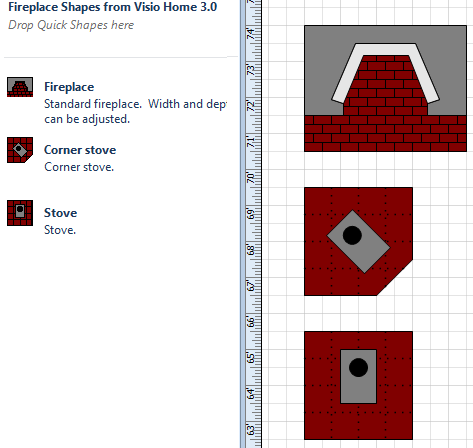 Fireplace Shapes from Visio Home 3.0
Drop Quick Shapes here
Fireplace
Standard fireplace. Width and dep
can be adjusted.
Corner stove
Corner stove.
Stove
Stove.
74'
73'
72'
71'
70'
69'
68'
67'
66'
65'
64'
63'